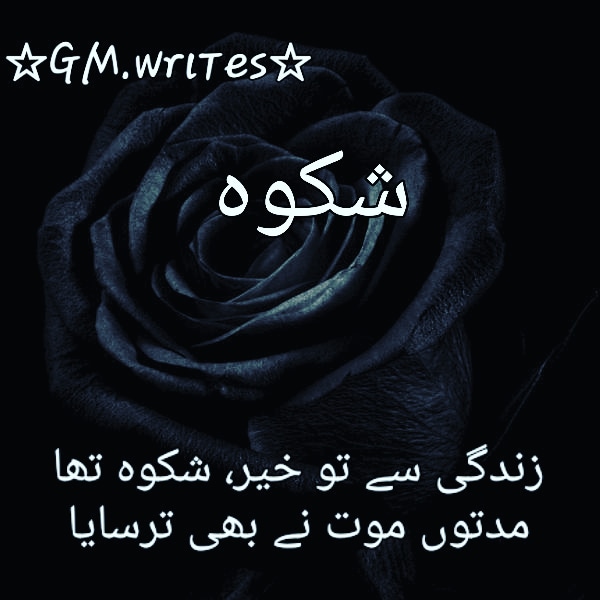 ☆GM.writes☆
شکوہ
زندگی سے تو خیر، شکوہ تھا
مدتوں موت نے بھی ترسایا